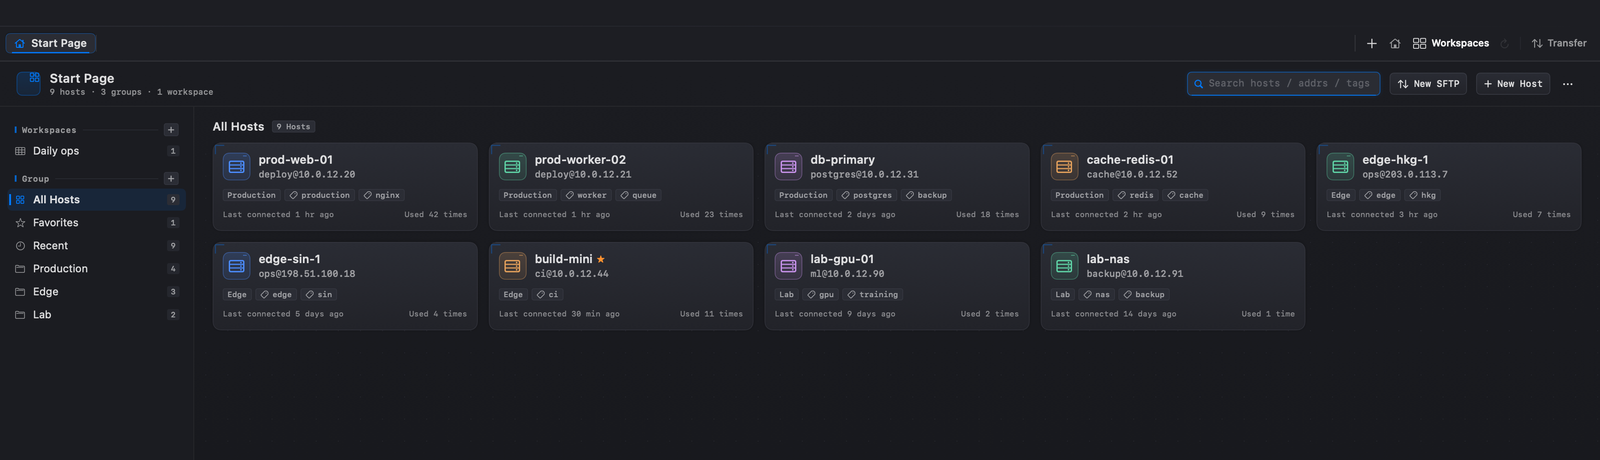 Start Page
Workspaces
Transfer
Start Page
9 hosts · 3 groups · 1 workspace
Search hosts / addrs / tags
New SFTP
+ New Host
Workspaces
Daily ops 1
Group
All Hosts 9
Favorites 1
Recent 9
Production 4
Edge 3
Lab 2
All Hosts 9 Hosts
prod-web-01
deploy@10.0.12.20
Production production nginx
Last connected 1 hr ago Used 42 times
prod-worker-02
deploy@10.0.12.21
Production worker queue
Last connected 1 hr ago Used 23 times
db-primary
postgres@10.0.12.31
Production postgres backup
Last connected 2 days ago Used 18 times
cache-redis-01
cache@10.0.12.52
Production redis cache
Last connected 2 hr ago Used 9 times
edge-hkg-1
ops@203.0.113.7
Edge edge hkg
Last connected 3 hr ago Used 7 times
edge-sin-1
ops@198.51.100.18
Edge edge sin
Last connected 5 days ago Used 4 times
build-mini ★
ci@10.0.12.44
Edge ci
Last connected 30 min ago Used 11 times
lab-gpu-01
ml@10.0.12.90
Lab gpu training
Last connected 9 days ago Used 2 times
lab-nas
backup@10.0.12.91
Lab nas backup
Last connected 14 days ago Used 1 time